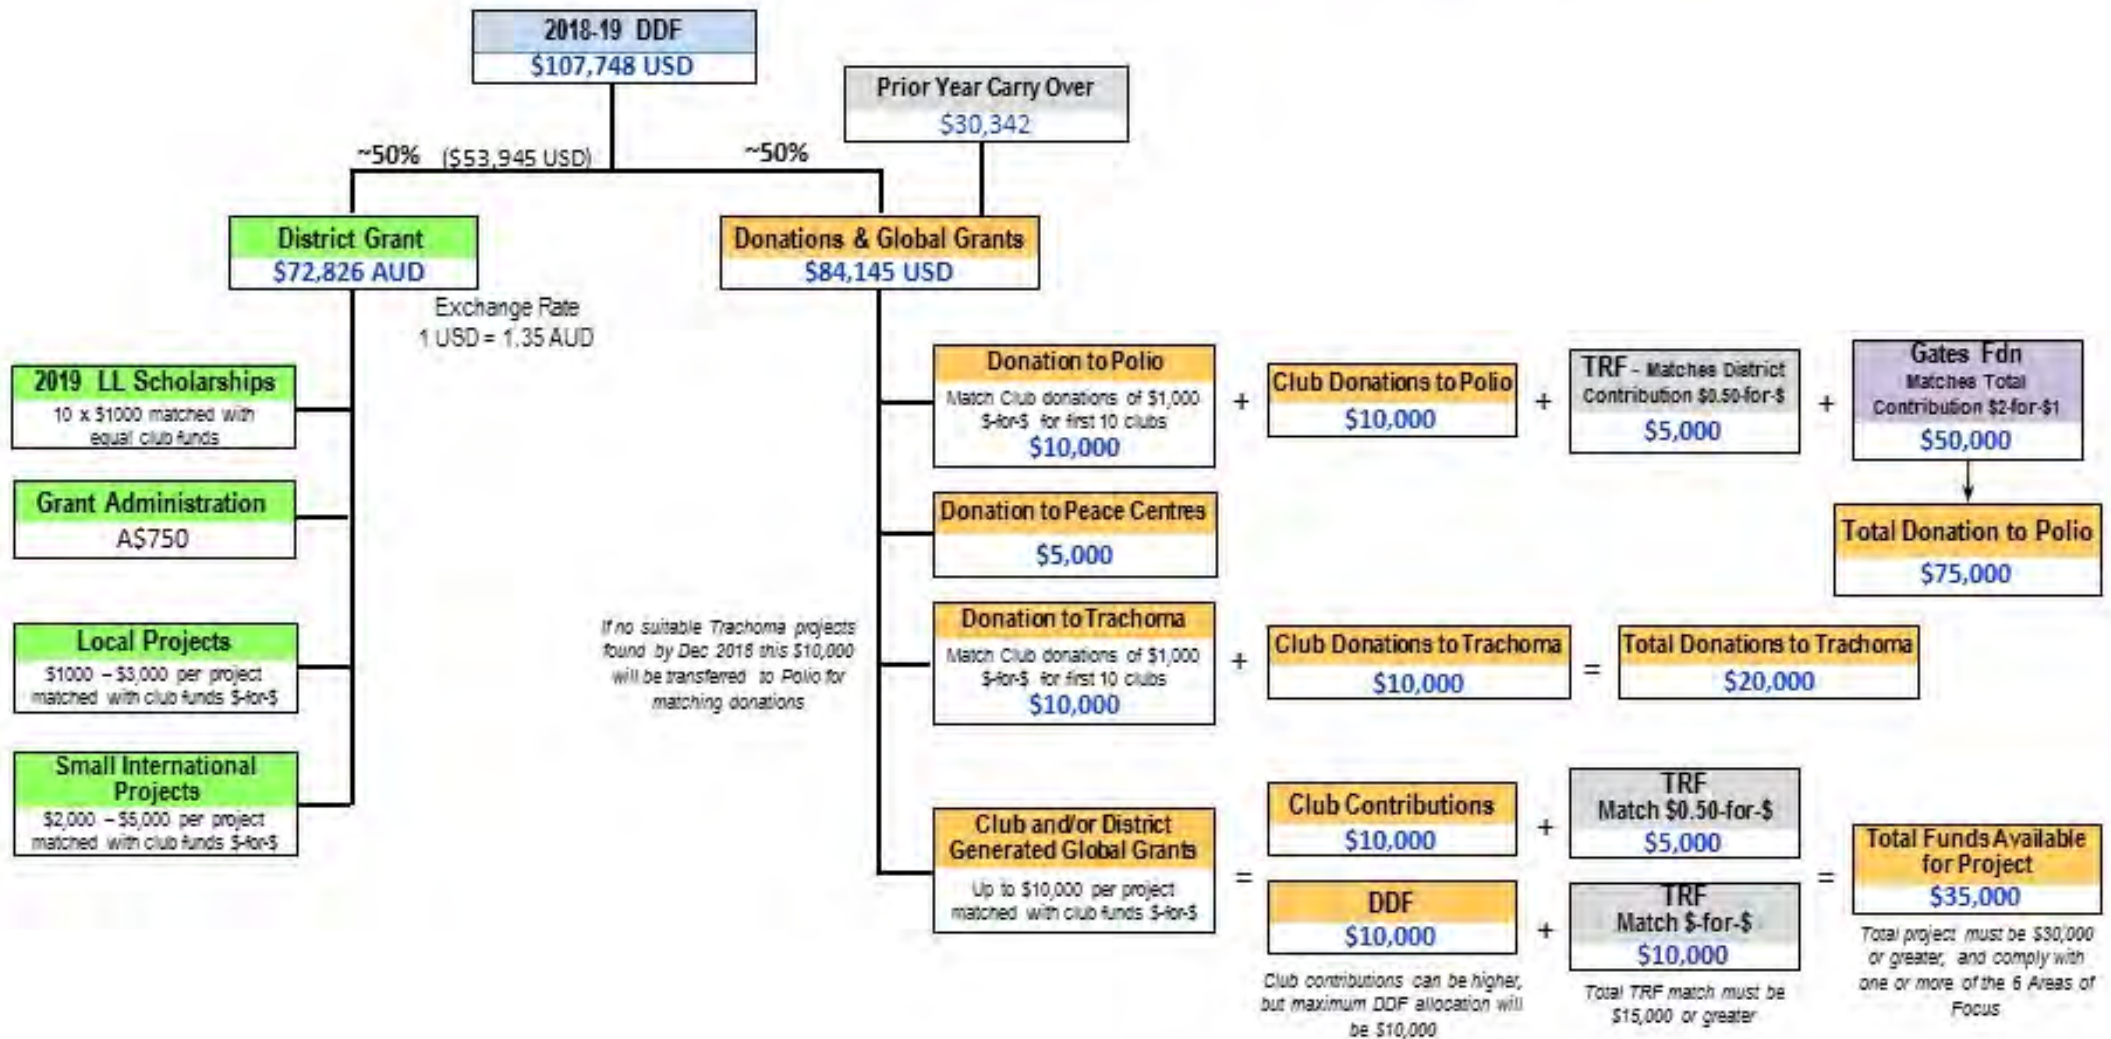 2018-19 DDF
$107,748 USD
Prior Year Carry Over
$30,342
~50% ($53,945 USD)
~50%
District Grant
$72,826 AUD
Donations & Global Grants
$84,145 USD
Exchange Rate
1 USD = 1.35 AUD
2019 LL Scholarships
10 x $1000 matched with
equal club funds
Grant Administration
A$750
Local Projects
$1000 – $3,000 per project
matched with club funds $-for-$
Small International
Projects
$2,000 – $5,000 per project
matched with club funds $-for-$
Donation to Polio
Match Club donations of $1,000
$-for-$ for first 10 clubs
$10,000
+
Club Donations to Polio
$10,000
+
TRF - Matches District
Contribution $0.50-for-$
$5,000
+
Gates Fdn
Matches Total
Contribution $2-for-$1
$50,000
Total Donation to Polio
$75,000
Donation to Peace Centres
$5,000
If no suitable Trachoma projects
found by Dec 2018 this $10,000
will be transferred to Polio for
matching donations
Donation to Trachoma
Match Club donations of $1,000
$-for-$ for first 10 clubs
$10,000
+
Club Donations to Trachoma
$10,000
=
Total Donations to Trachoma
$20,000
Club and/or District
Generated Global Grants
Up to $10,000 per project
matched with club funds $-for-$
=
Club Contributions
$10,000
+
TRF
Match $0.50-for-$
$5,000
DDF
$10,000
+
TRF
Match $-for-$
$10,000
=
Total Funds Available
for Project
$35,000
Club contributions can be higher,
but maximum DDF allocation will
be $10,000
Total TRF match must be
$15,000 or greater
Total project must be $30,000
or greater, and comply with
one or more of the 6 Areas of
Focus